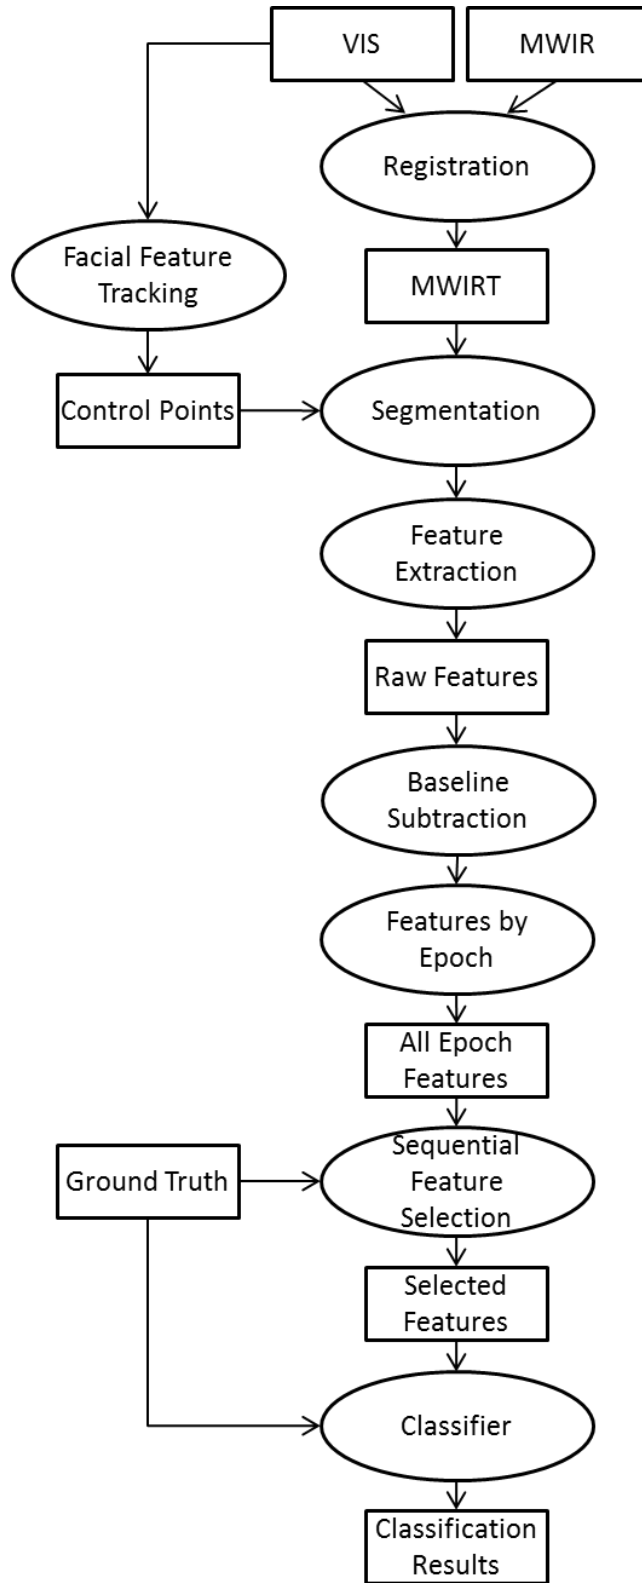 VIS
MWIR
Registration
Facial Feature
Tracking
MWIRT
Control Points
Segmentation
Feature
Extraction
Raw Features
Baseline
Subtraction
Features by
Epoch
All Epoch
Features
Ground Truth
Sequential
Feature
Selection
Selected
Features
Classifier
Classification
Results